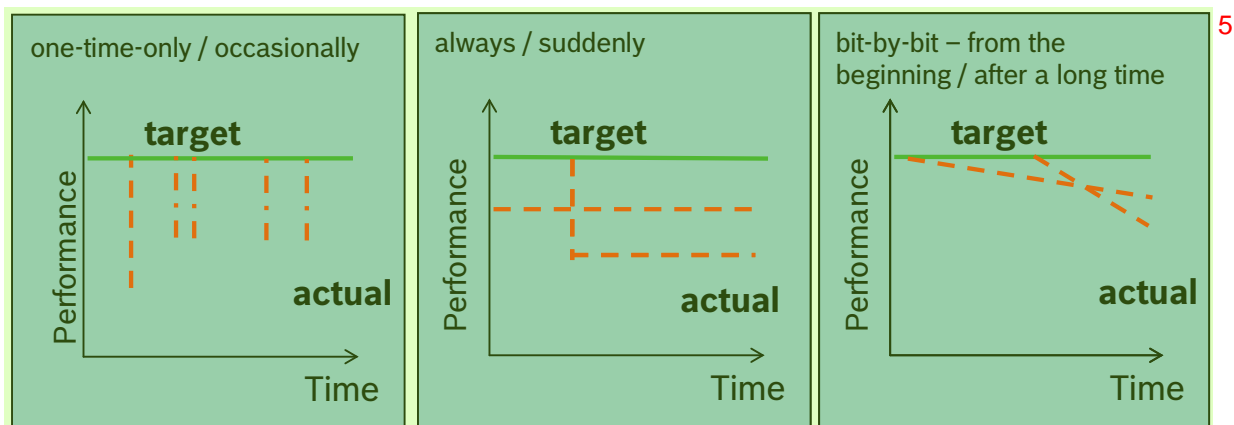 one-time-only / occasionally
target
Performance
actual
Time
always / suddenly
target
Performance
actual
Time
bit-by-bit – from the
beginning / after a long time
target
Performance
actual
Time
5